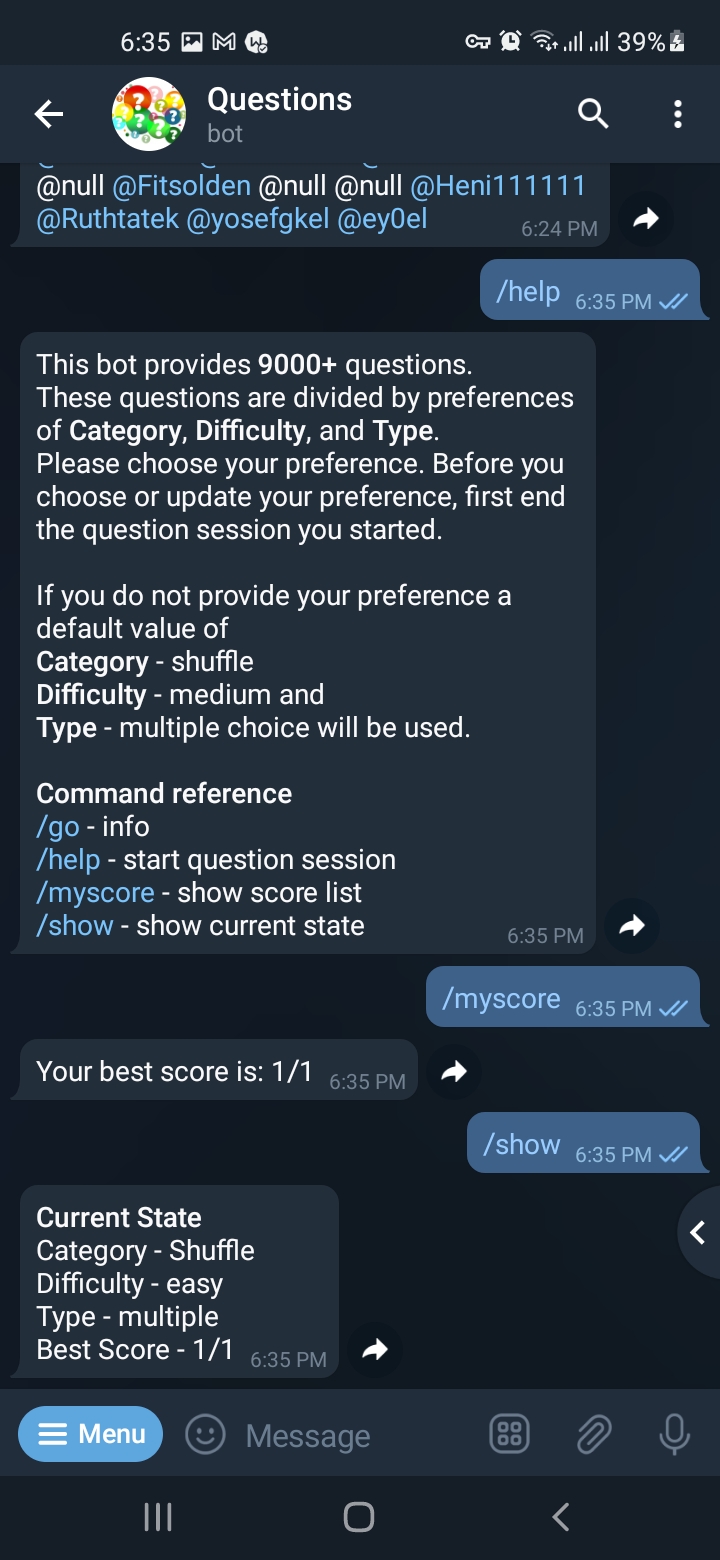 6:35
39%
Questions
bot
@null @Fitsolden @null @null @Heni111111
@Ruthtatek @yosefgkel @ey0el
6:24 PM
/help 6:35 PM
This bot provides 9000+ questions.
These questions are divided by preferences
of Category, Difficulty, and Type.
Please choose your preference. Before you
choose or update your preference, first end
the question session you started.
If you do not provide your preference a
default value of
Category - shuffle
Difficulty - medium and
Type - multiple choice will be used.
Command reference
/go - info
/help - start question session
/myscore - show score list
/show - show current state
6:35 PM
/myscore 6:35 PM
Your best score is: 1/1 6:35 PM
/show 6:35 PM
Current State
Category - Shuffle
Difficulty - easy
Type - multiple
Best Score - 1/1 6:35 PM
Menu
Message